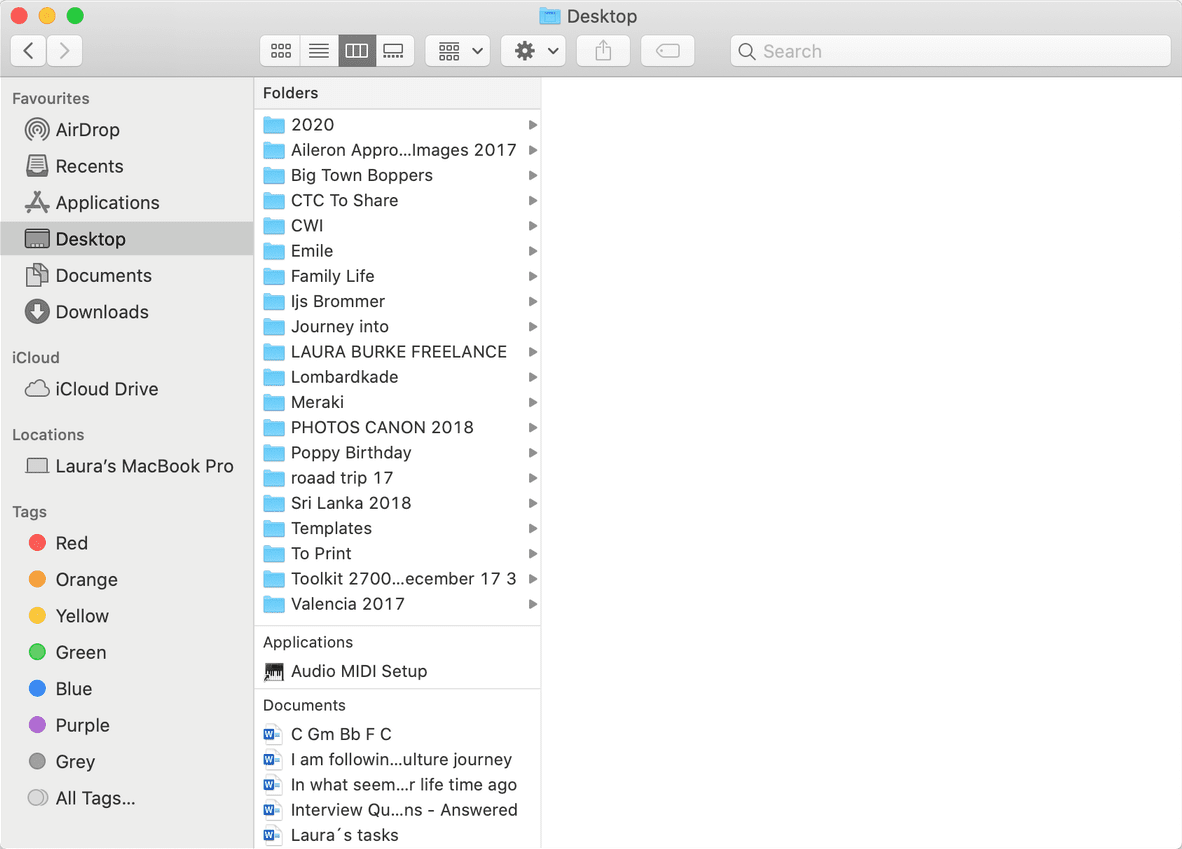 Desktop
Search
Favourites
AirDrop
Recents
Applications
Desktop
Documents
Downloads
iCloud
iCloud Drive
Locations
Laura’s MacBook Pro
Tags
Red
Orange
Yellow
Green
Blue
Purple
Grey
All Tags...
Folders
2020
Aileron Appro...Images 2017
Big Town Boppers
CTC To Share
CWI
Emile
Family Life
Ijs Brommer
Journey into
LAURA BURKE FREELANCE
Lombardkade
Meraki
PHOTOS CANON 2018
Poppy Birthday
roaad trip 17
Sri Lanka 2018
Templates
To Print
Toolkit 2700...ecember 17 3
Valencia 2017
Applications
Audio MIDI Setup
Documents
C Gm Bb F C
I am followin...ulture journey
In what seem...r life time ago
Interview Qu...ns - Answered
Laura´s tasks